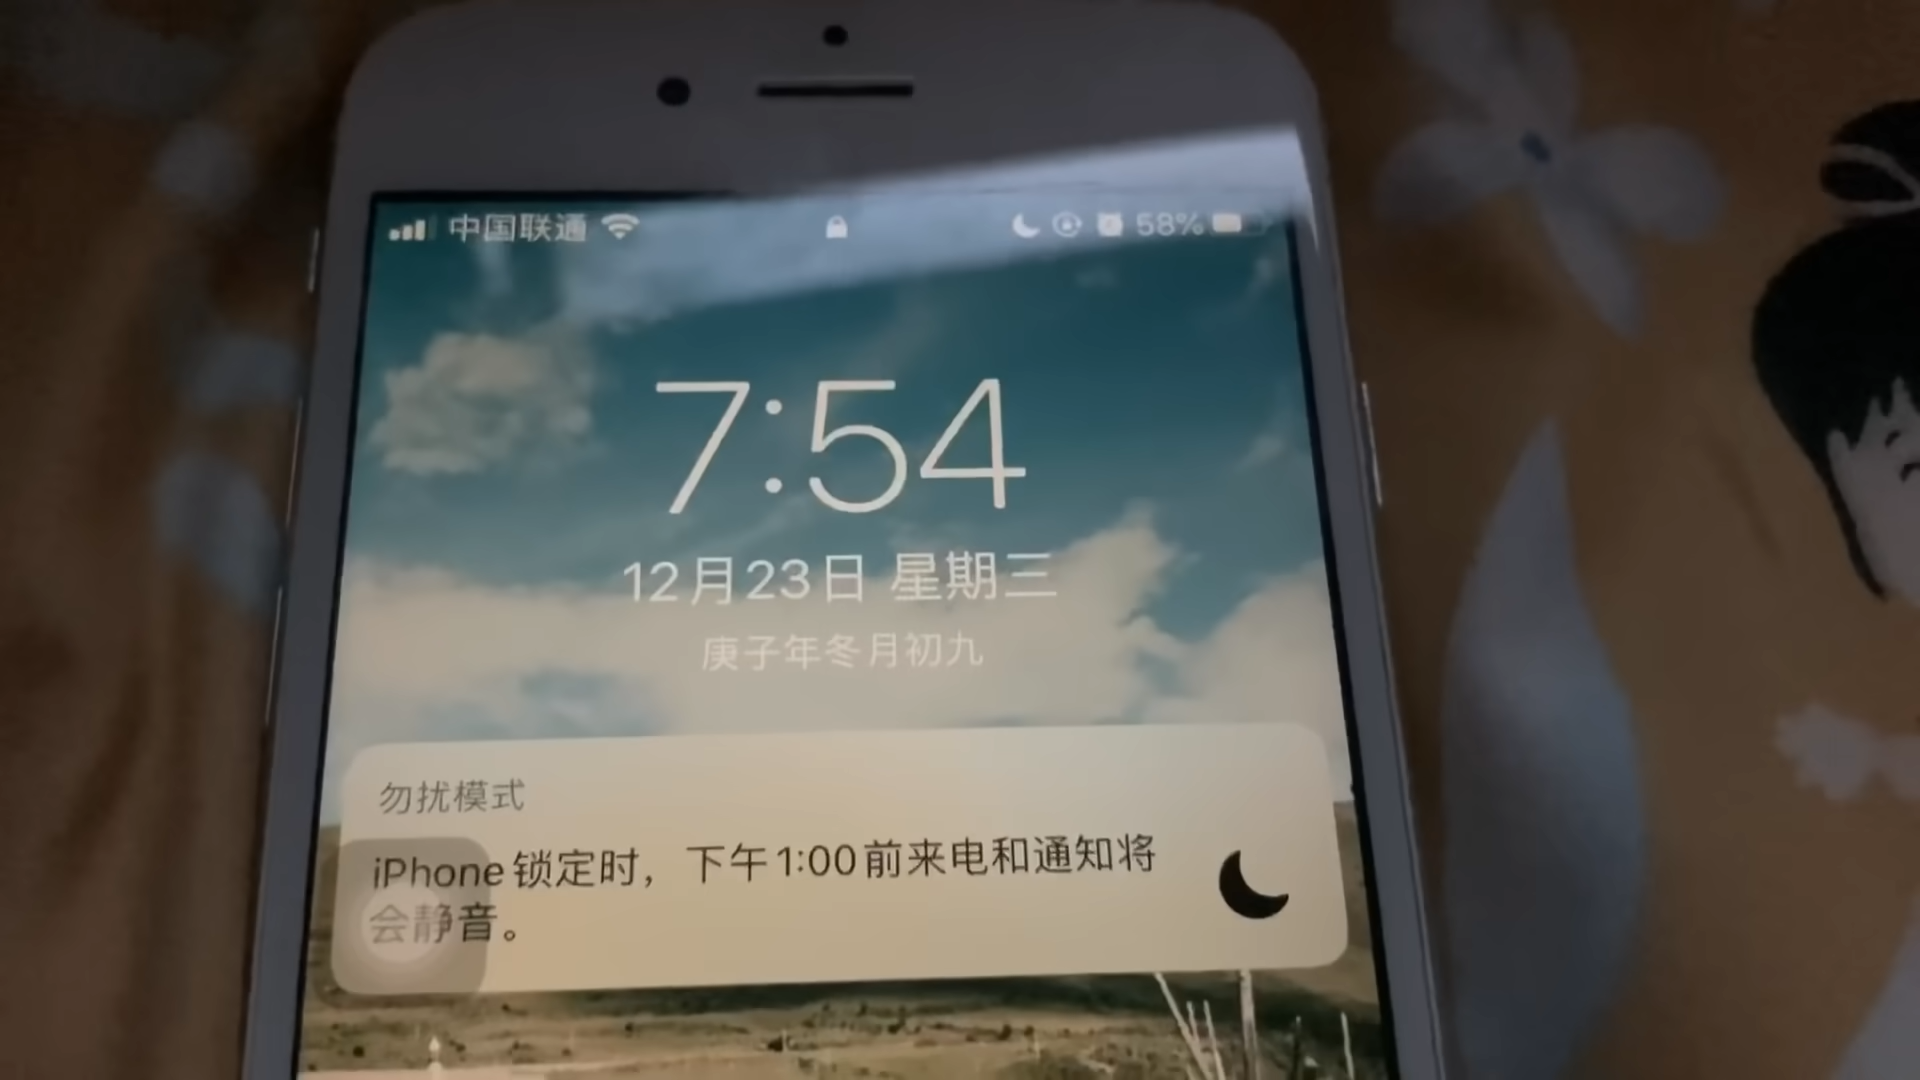 中国联通
58%
7:54
12月23日 星期三
庚子年冬月初九
勿扰模式
iPhone锁定时，下午1:00前来电和通知将
会静音。